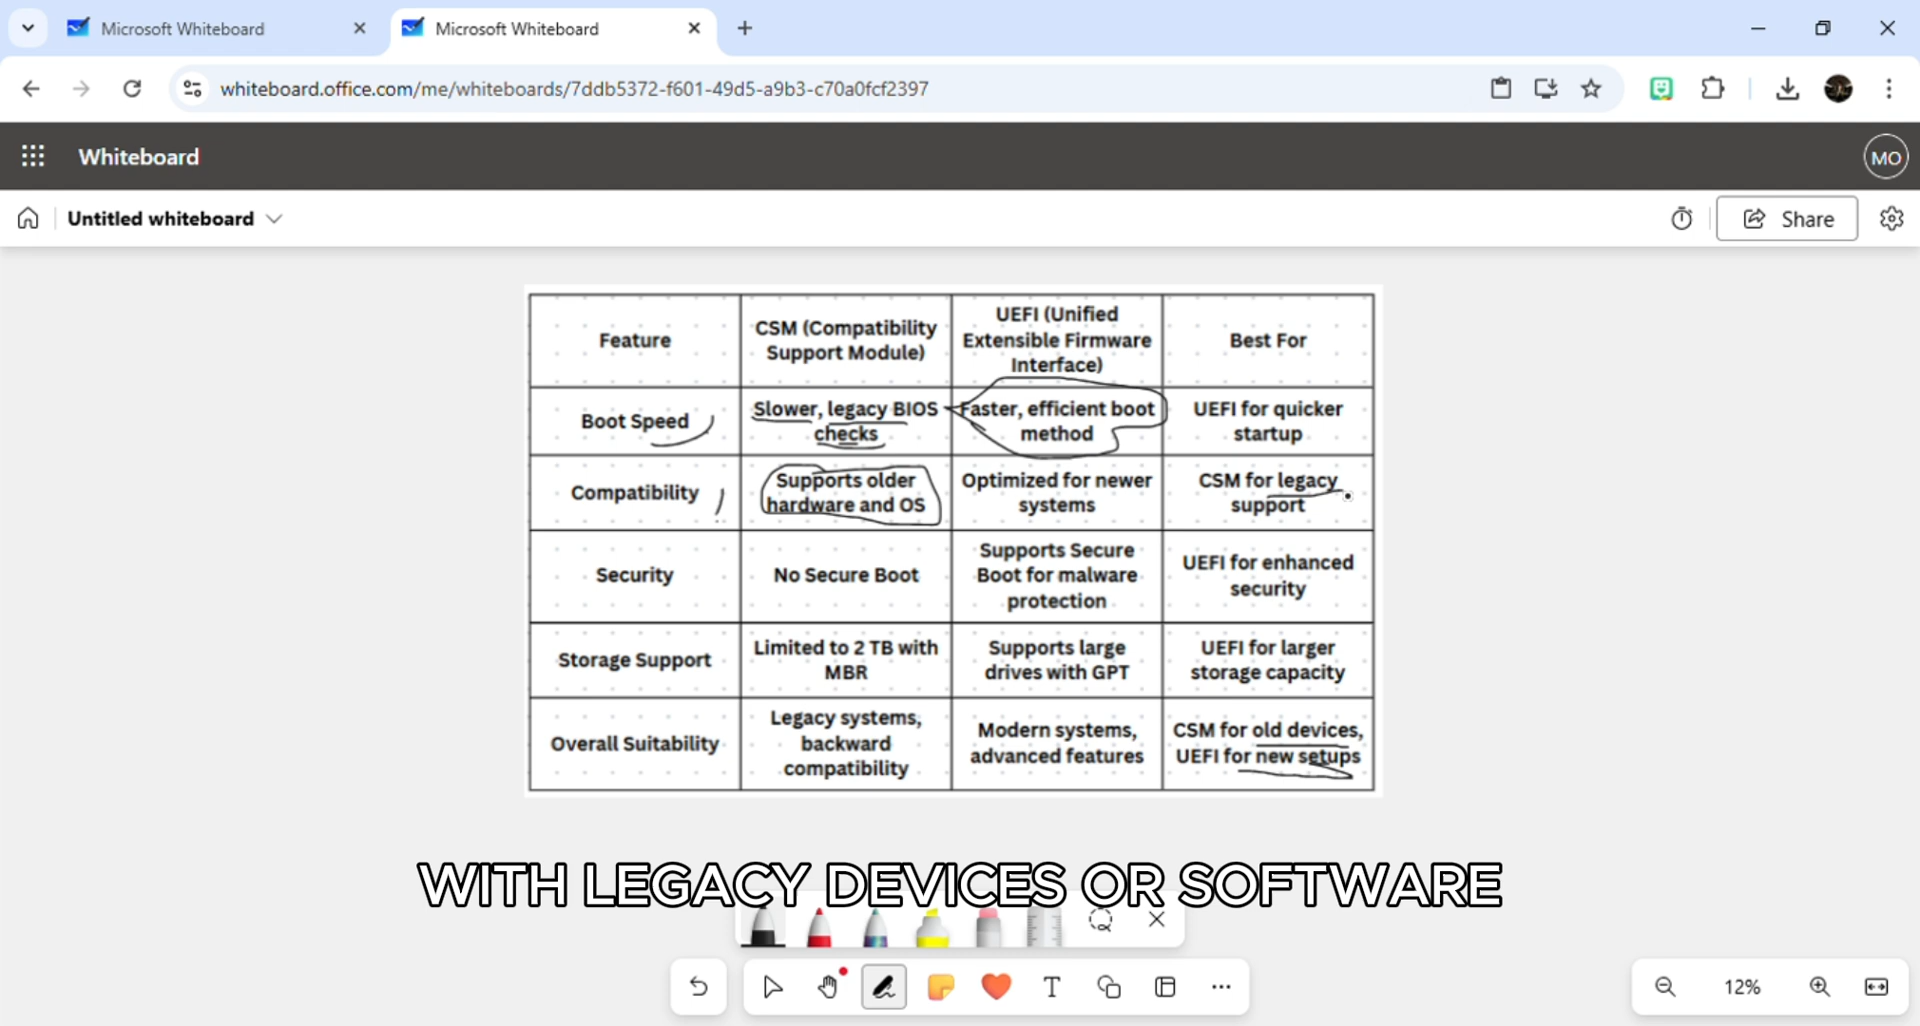 Microsoft Whiteboard
Microsoft Whiteboard
whiteboard.office.com/me/whiteboards/7ddb5372-f601-49d5-a9b3-c70a0fcf2397
Whiteboard
MO
Untitled whiteboard
Share
Feature
CSM (Compatibility
Support Module)
UEFI (Unified
Extensible Firmware
Interface)
Best For
Boot Speed
Slower, legacy BIOS
checks
Faster, efficient boot
method
UEFI for quicker
startup
Compatibility
Supports older
hardware and OS
Optimized for newer
systems
CSM for legacy
support
Security
No Secure Boot
Supports Secure
Boot for malware
protection
UEFI for enhanced
security
Storage Support
Limited to 2 TB with
MBR
Supports large
drives with GPT
UEFI for larger
storage capacity
Overall Suitability
Legacy systems,
backward
compatibility
Modern systems,
advanced features
CSM for old devices,
UEFI for new setups
WITH LEGACY DEVICES OR SOFTWARE
12%